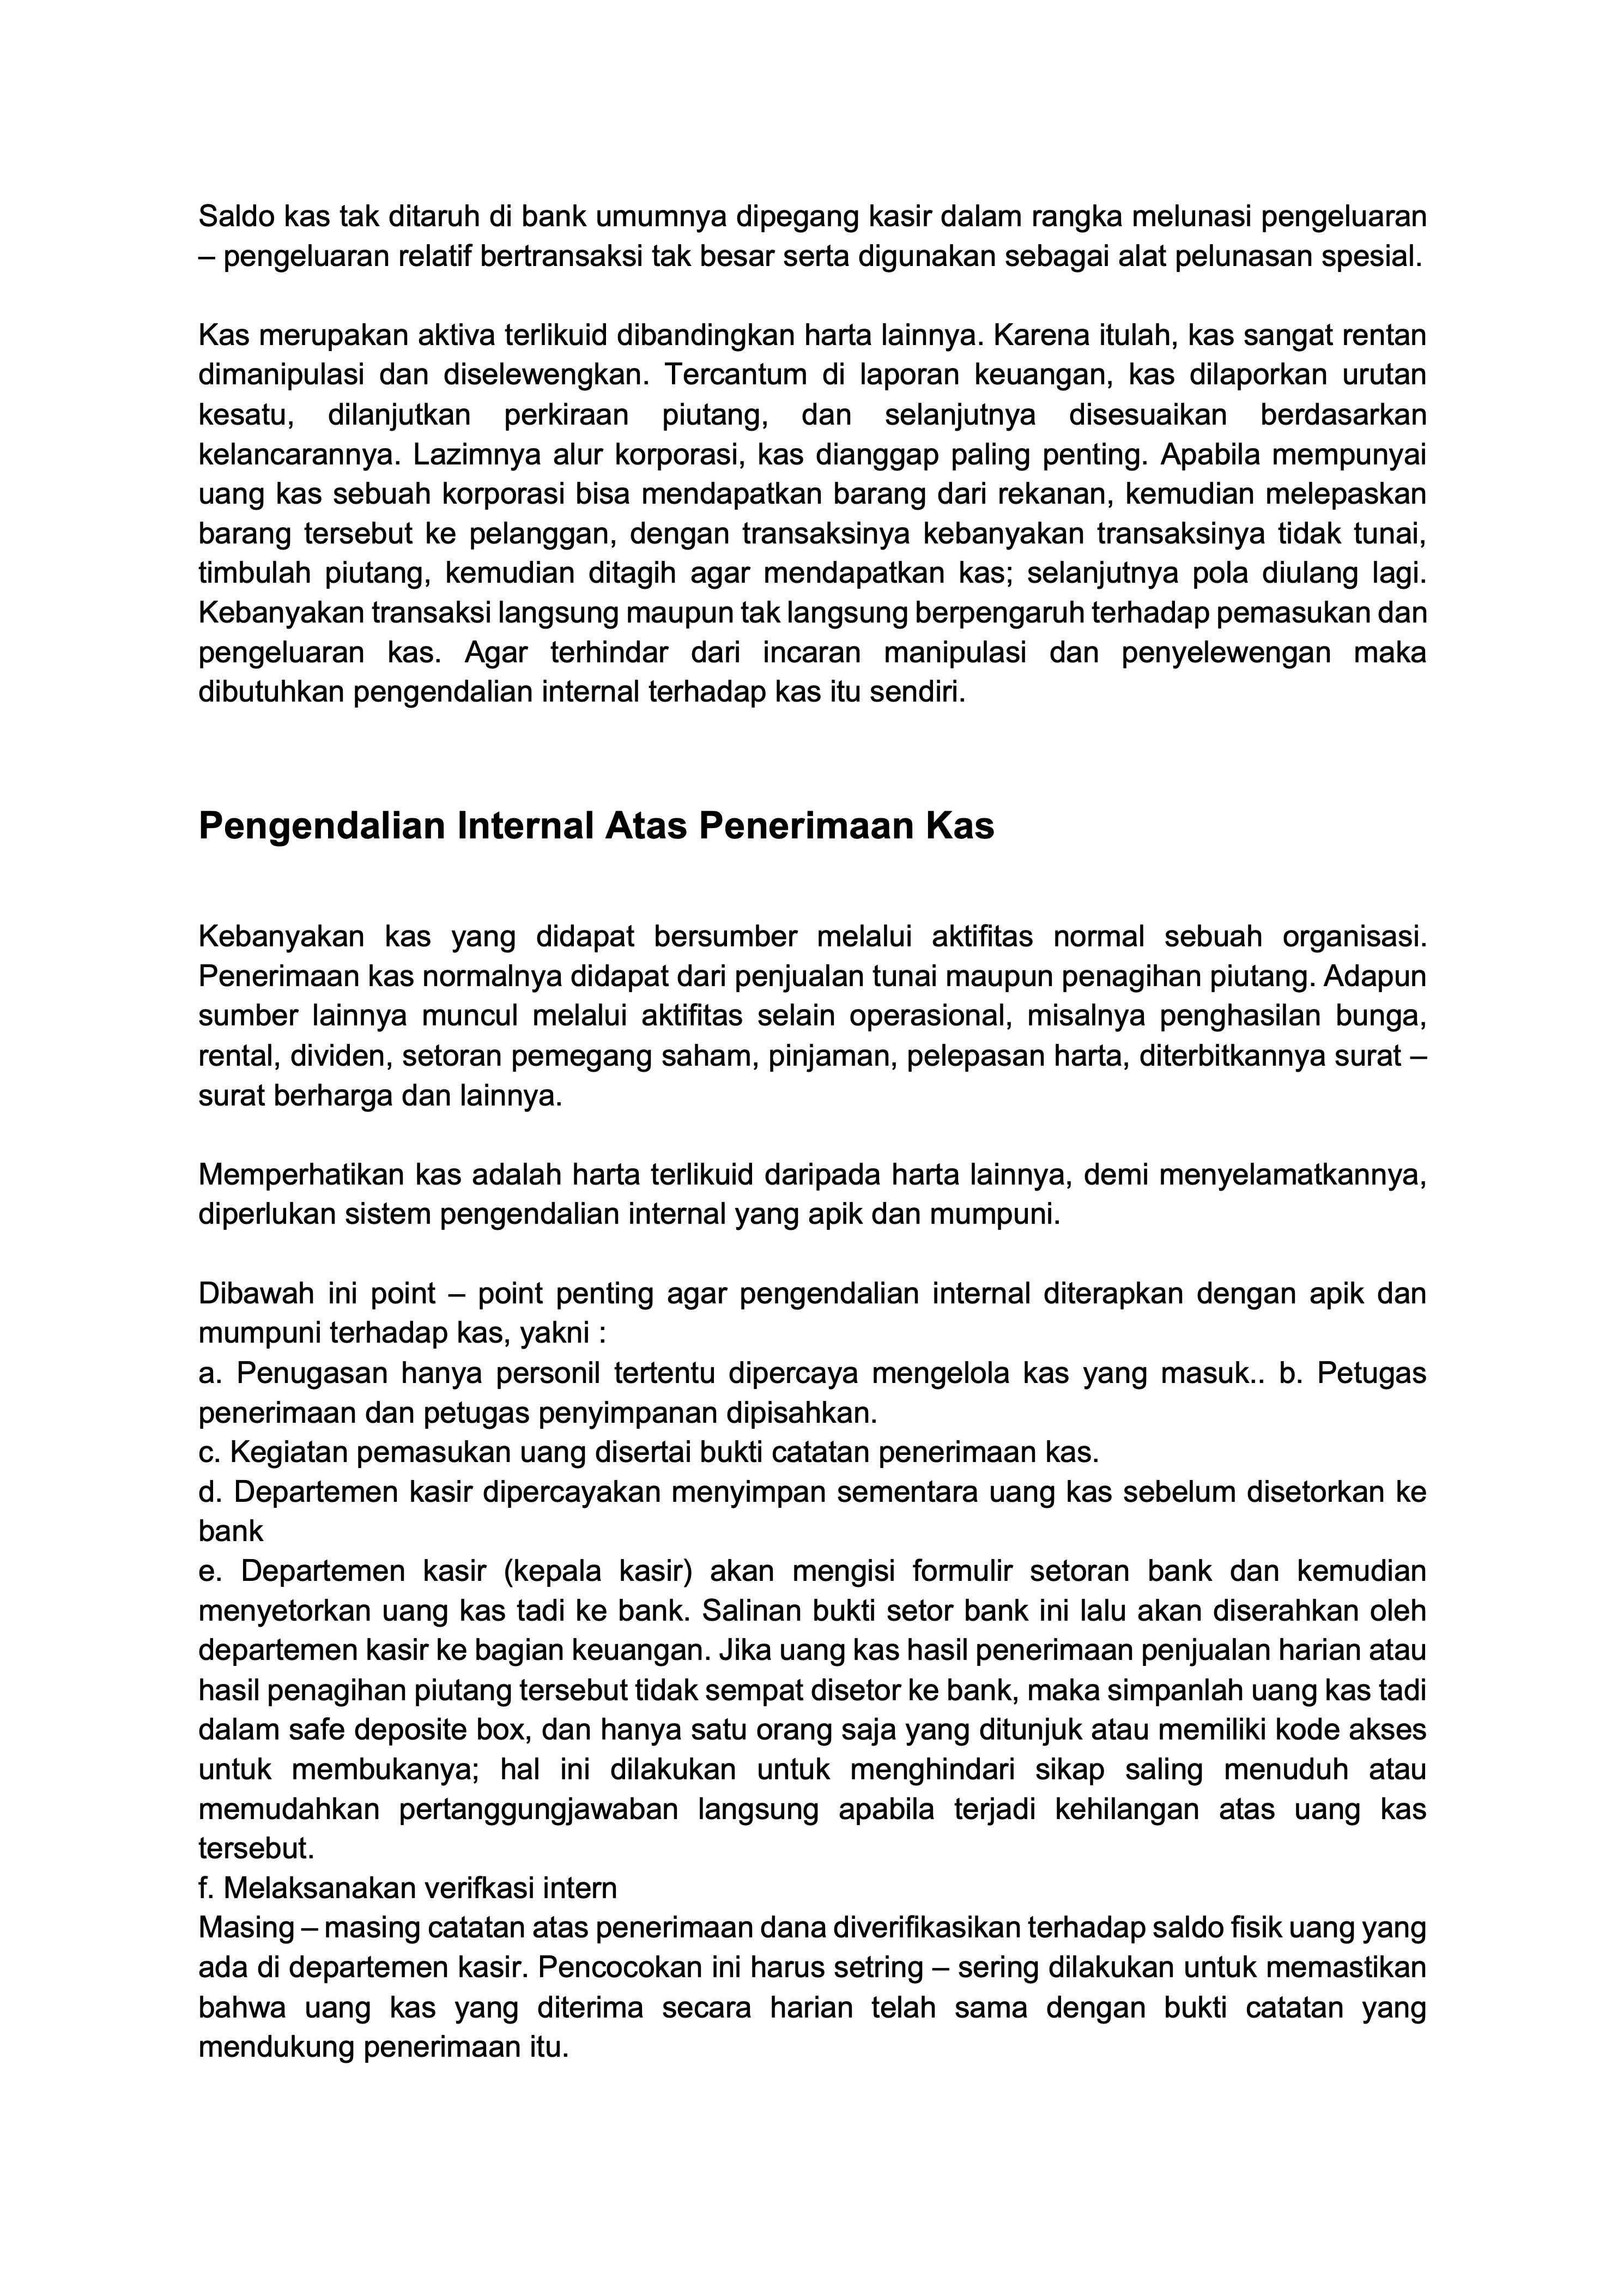 Saldo kas tak ditaruh di bank umumnya dipegang kasir dalam rangka melunasi pengeluaran
– pengeluaran relatif bertransaksi tak besar serta digunakan sebagai alat pelunasan spesial.
Kas merupakan aktiva terlikuid dibandingkan harta lainnya. Karena itulah, kas sangat rentan
dimanipulasi dan diselewengkan. Tercantum di laporan keuangan, kas dilaporkan urutan
kesatu, dilanjutkan perkiraan piutang, dan selanjutnya disesuaikan berdasarkan
kelancarannya. Lazimnya alur korporasi, kas dianggap paling penting. Apabila mempunyai
uang kas sebuah korporasi bisa mendapatkan barang dari rekanan, kemudian melepaskan
barang tersebut ke pelanggan, dengan transaksinya kebanyakan transaksinya tidak tunai,
timbulah piutang, kemudian ditagih agar mendapatkan kas; selanjutnya pola diulang lagi.
Kebanyakan transaksi langsung maupun tak langsung berpengaruh terhadap pemasukan dan
pengeluaran kas. Agar terhindar dari incaran manipulasi dan penyelewengan maka
dibutuhkan pengendalian internal terhadap kas itu sendiri.
Pengendalian Internal Atas Penerimaan Kas
Kebanyakan kas yang didapat bersumber melalui aktifitas normal sebuah organisasi.
Penerimaan kas normalnya didapat dari penjualan tunai maupun penagihan piutang. Adapun
sumber lainnya muncul melalui aktifitas selain operasional, misalnya penghasilan bunga,
rental, dividen, setoran pemegang saham, pinjaman, pelepasan harta, diterbitkannya surat –
surat berharga dan lainnya.
Memperhatikan kas adalah harta terlikuid daripada harta lainnya, demi menyelamatkannya,
diperlukan sistem pengendalian internal yang apik dan mumpuni.
Dibawah ini point – point penting agar pengendalian internal diterapkan dengan apik dan
mumpuni terhadap kas, yakni :
a. Penugasan hanya personil tertentu dipercaya mengelola kas yang masuk.. b. Petugas
penerimaan dan petugas penyimpanan dipisahkan.
c. Kegiatan pemasukan uang disertai bukti catatan penerimaan kas.
d. Departemen kasir dipercayakan menyimpan sementara uang kas sebelum disetorkan ke
bank
e. Departemen kasir (kepala kasir) akan mengisi formulir setoran bank dan kemudian
menyetorkan uang kas tadi ke bank. Salinan bukti setor bank ini lalu akan diserahkan oleh
departemen kasir ke bagian keuangan. Jika uang kas hasil penerimaan penjualan harian atau
hasil penagihan piutang tersebut tidak sempat disetor ke bank, maka simpanlah uang kas tadi
dalam safe deposite box, dan hanya satu orang saja yang ditunjuk atau memiliki kode akses
untuk membukanya; hal ini dilakukan untuk menghindari sikap saling menuduh atau
memudahkan pertanggungjawaban langsung apabila terjadi kehilangan atas uang kas
tersebut.
f. Melaksanakan verifkasi intern
Masing – masing catatan atas penerimaan dana diverifikasikan terhadap saldo fisik uang yang
ada di departemen kasir. Pencocokan ini harus setring – sering dilakukan untuk memastikan
bahwa uang kas yang diterima secara harian telah sama dengan bukti catatan yang
mendukung penerimaan itu.